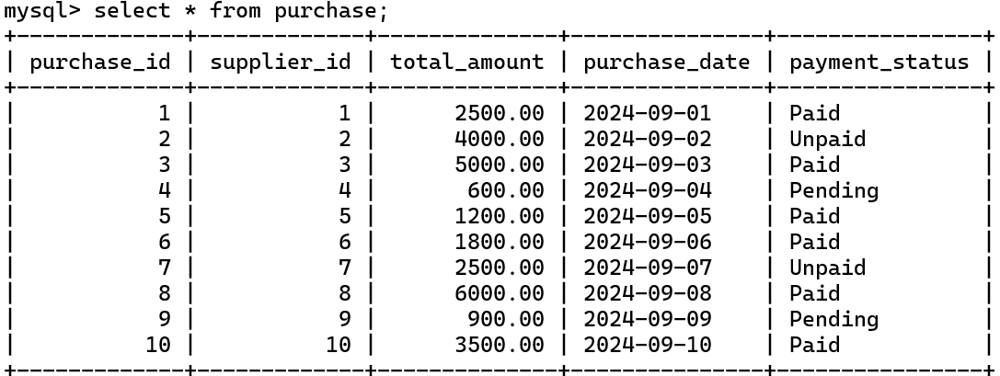 mysql> select * from purchase;
+-------------+-------------+--------------+---------------+----------------+
| purchase_id | supplier_id | total_amount | purchase_date | payment_status |
+-------------+-------------+--------------+---------------+----------------+
|           1 |           1 |      2500.00 | 2024-09-01    | Paid           |
|           2 |           2 |      4000.00 | 2024-09-02    | Unpaid         |
|           3 |           3 |      5000.00 | 2024-09-03    | Paid           |
|           4 |           4 |       600.00 | 2024-09-04    | Pending        |
|           5 |           5 |      1200.00 | 2024-09-05    | Paid           |
|           6 |           6 |      1800.00 | 2024-09-06    | Paid           |
|           7 |           7 |      2500.00 | 2024-09-07    | Unpaid         |
|           8 |           8 |      6000.00 | 2024-09-08    | Paid           |
|           9 |           9 |       900.00 | 2024-09-09    | Pending        |
|          10 |          10 |      3500.00 | 2024-09-10    | Paid           |
+-------------+-------------+--------------+---------------+----------------+